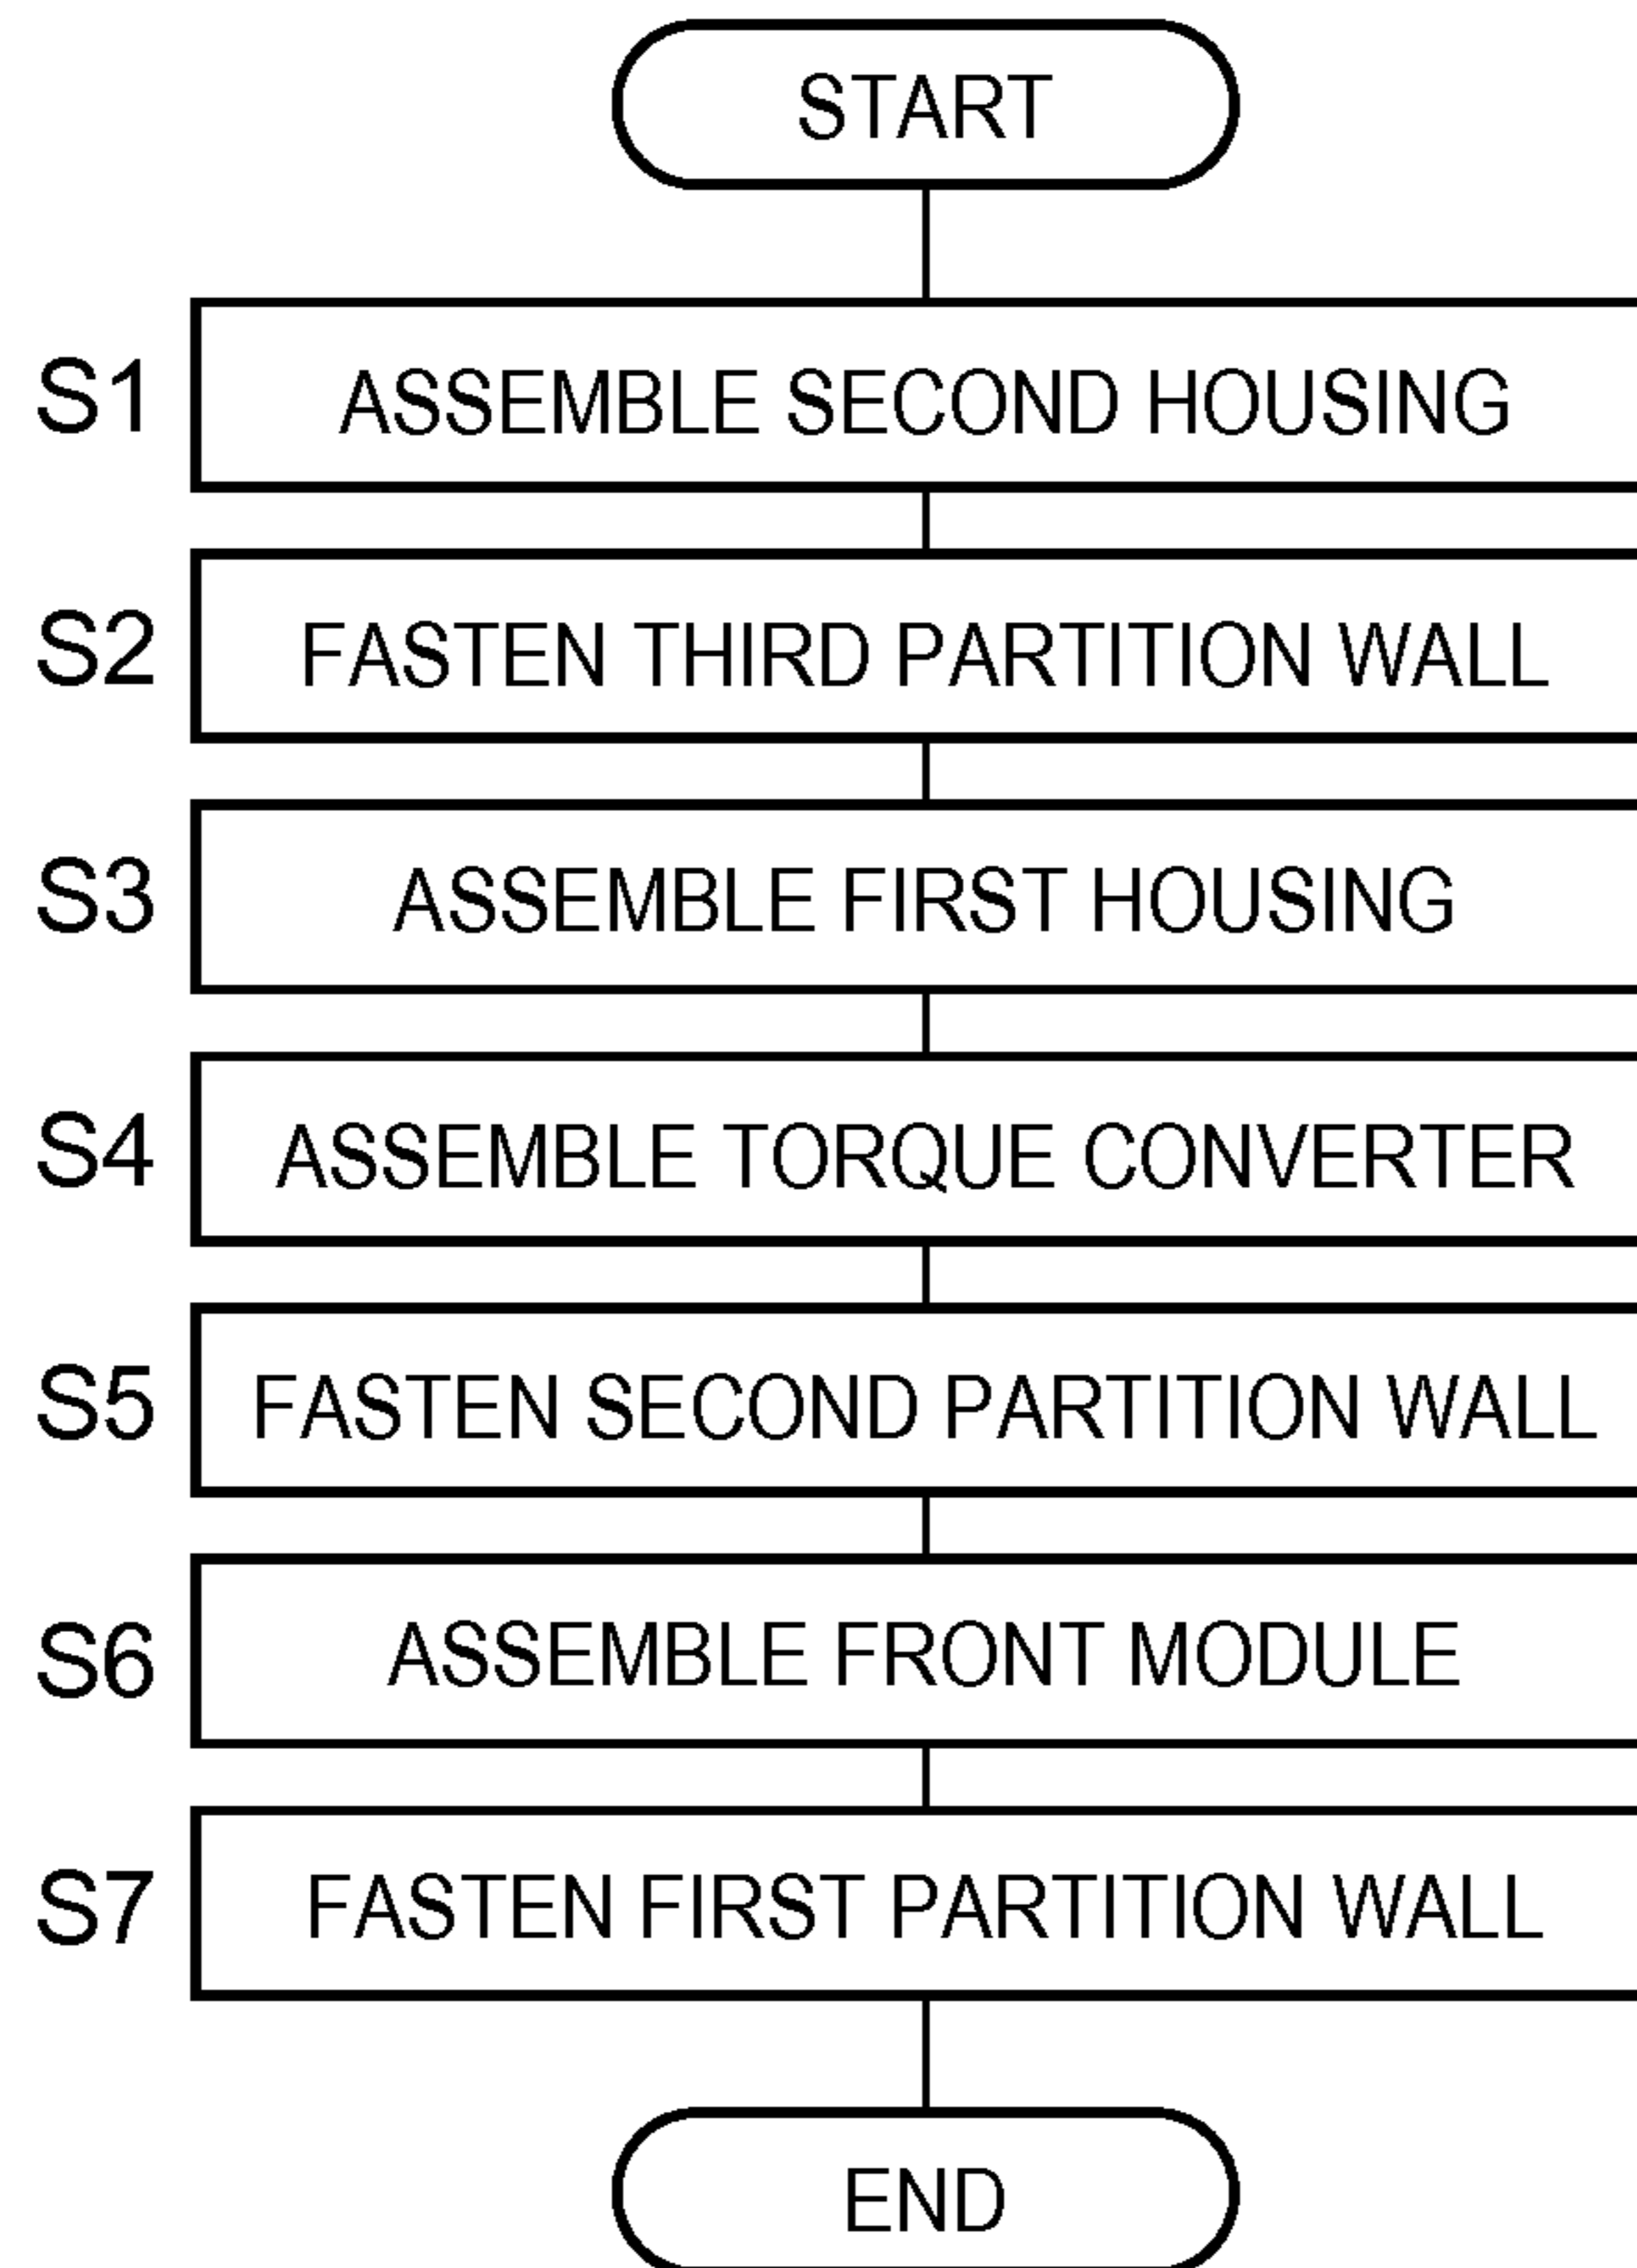 START
S1 ASSEMBLE SECOND HOUSING
S2 FASTEN THIRD PARTITION WALL
S3 ASSEMBLE FIRST HOUSING
S4 ASSEMBLE TORQUE CONVERTER
S5 FASTEN SECOND PARTITION WALL
S6 ASSEMBLE FRONT MODULE
S7 FASTEN FIRST PARTITION WALL
END